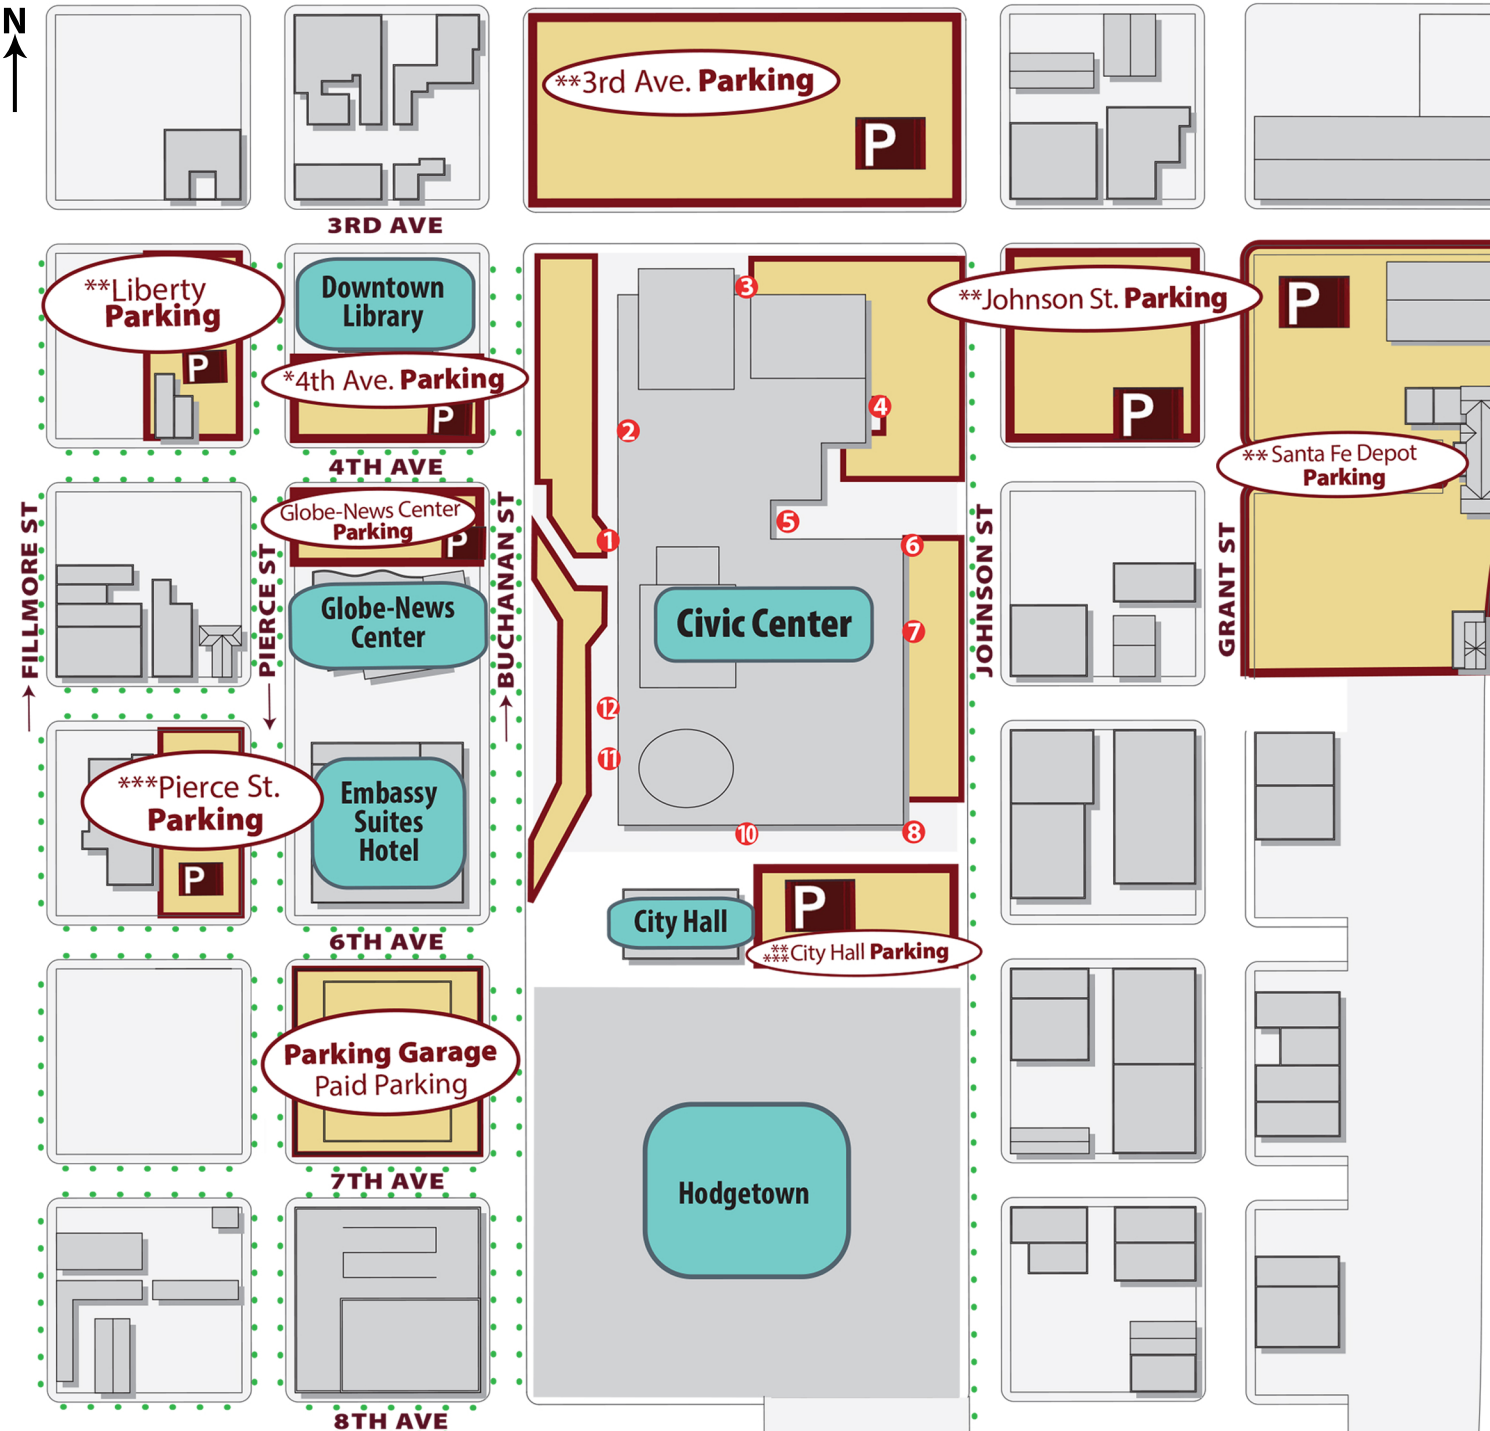 N
**3rd Ave. Parking
P
3RD AVE
**Liberty
Parking
P
Downtown
Library
*4th Ave. Parking
P
4TH AVE
3
4
2
**Johnson St. Parking
P
P
** Santa Fe Depot
Parking
FILLMORE ST
PIERCE ST
Globe-News Center
Parking
P
Globe-News
Center
BUCHANAN ST
1
5
6
7
Civic Center
JOHNSON ST
GRANT ST
12
11
10
8
***Pierce St.
Parking
P
Embassy
Suites
Hotel
6TH AVE
City Hall
P
**
***City Hall Parking
Parking Garage
Paid Parking
7TH AVE
Hodgetown
8TH AVE